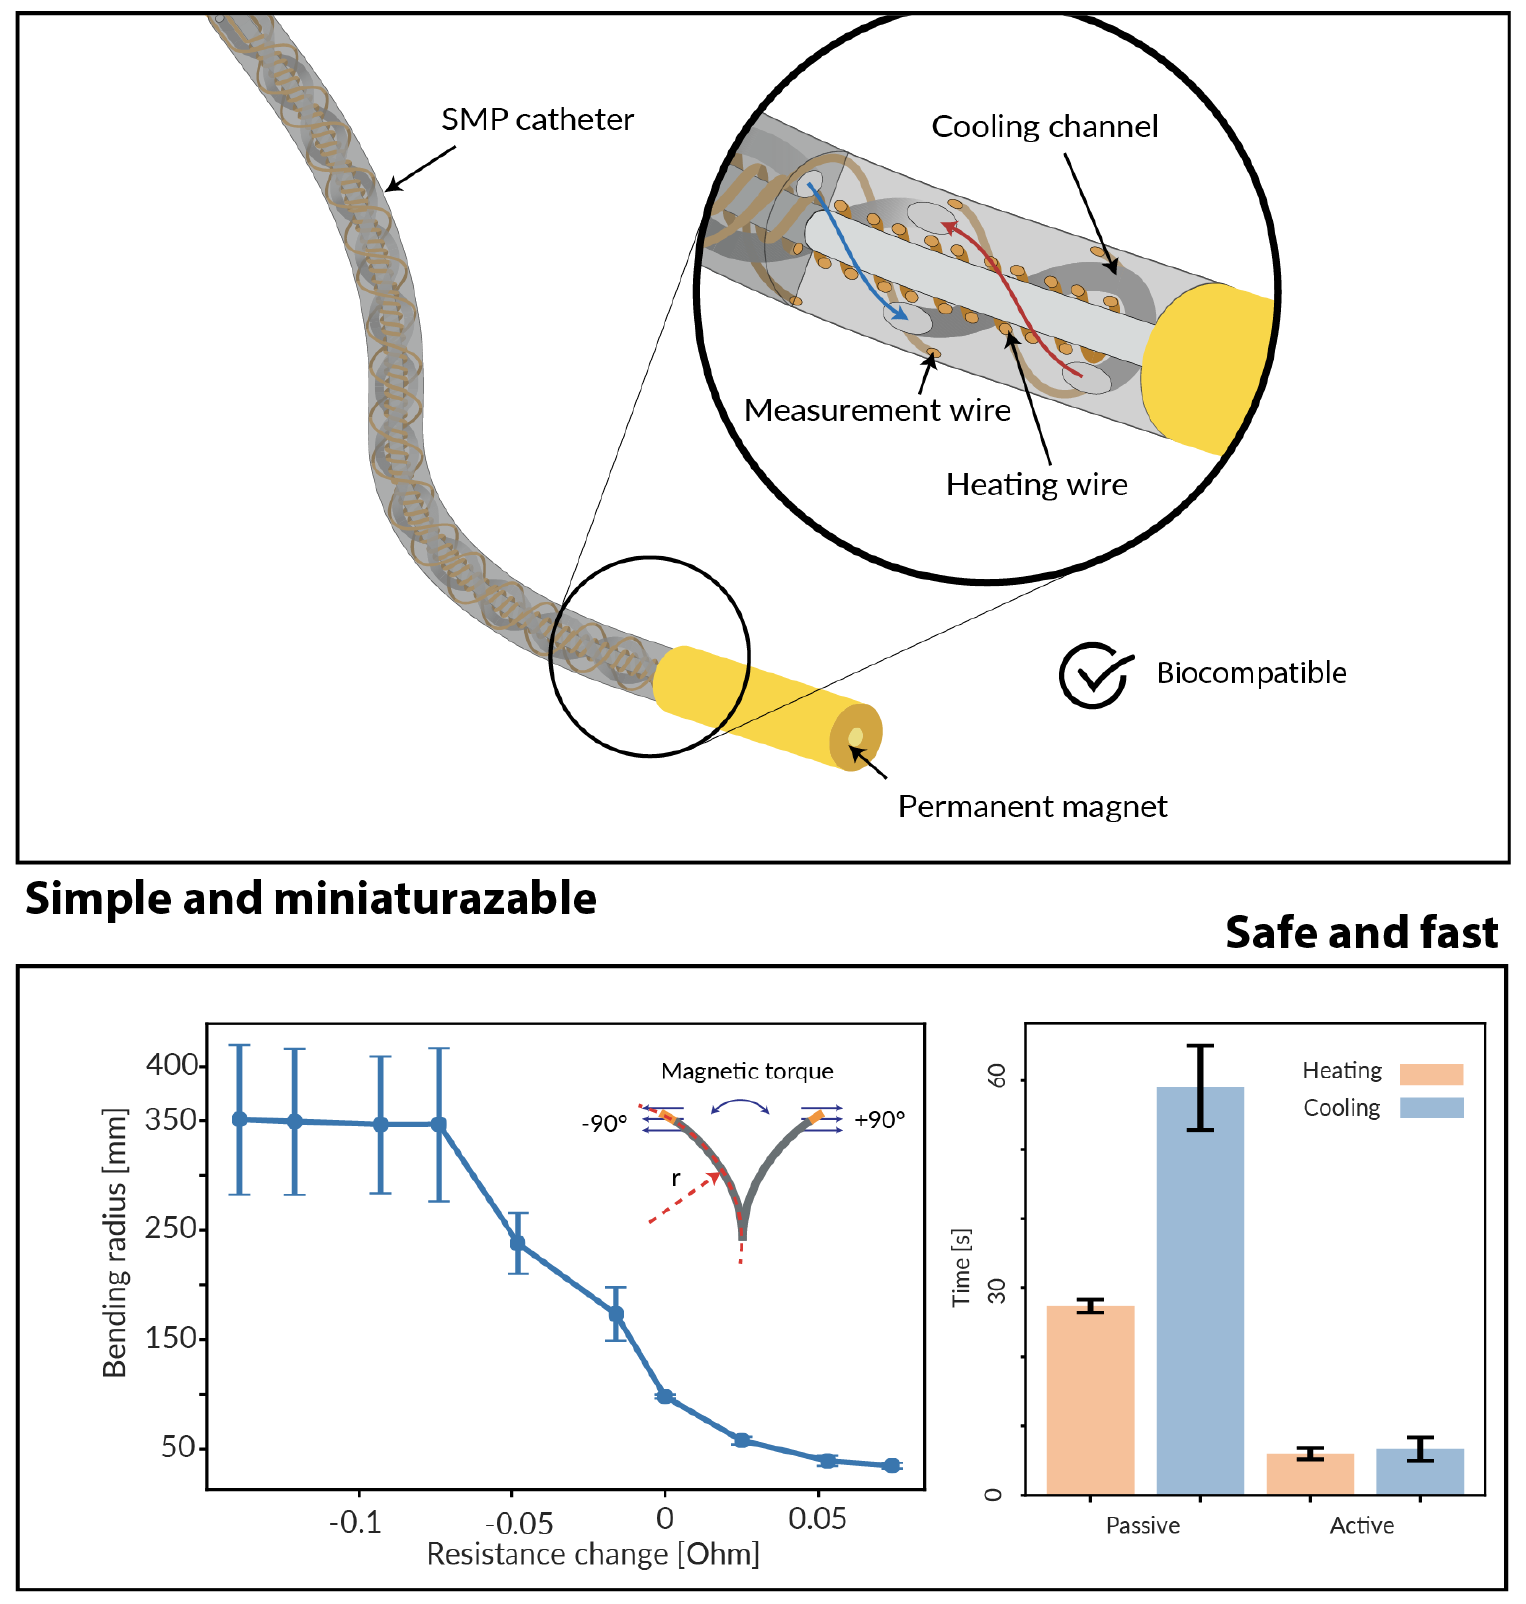 SMP catheter
Cooling channel
Measurement wire
Heating wire
Biocompatible
Permanent magnet
Simple and miniaturazable
Safe and fast
400
350
250
150
50
Bending radius [mm]
-0.1
-0.05
0
0.05
Resistance change [Ohm]
Magnetic torque
-90°
+90°
r
60
30
0
Time [s]
Heating
Cooling
Passive
Active